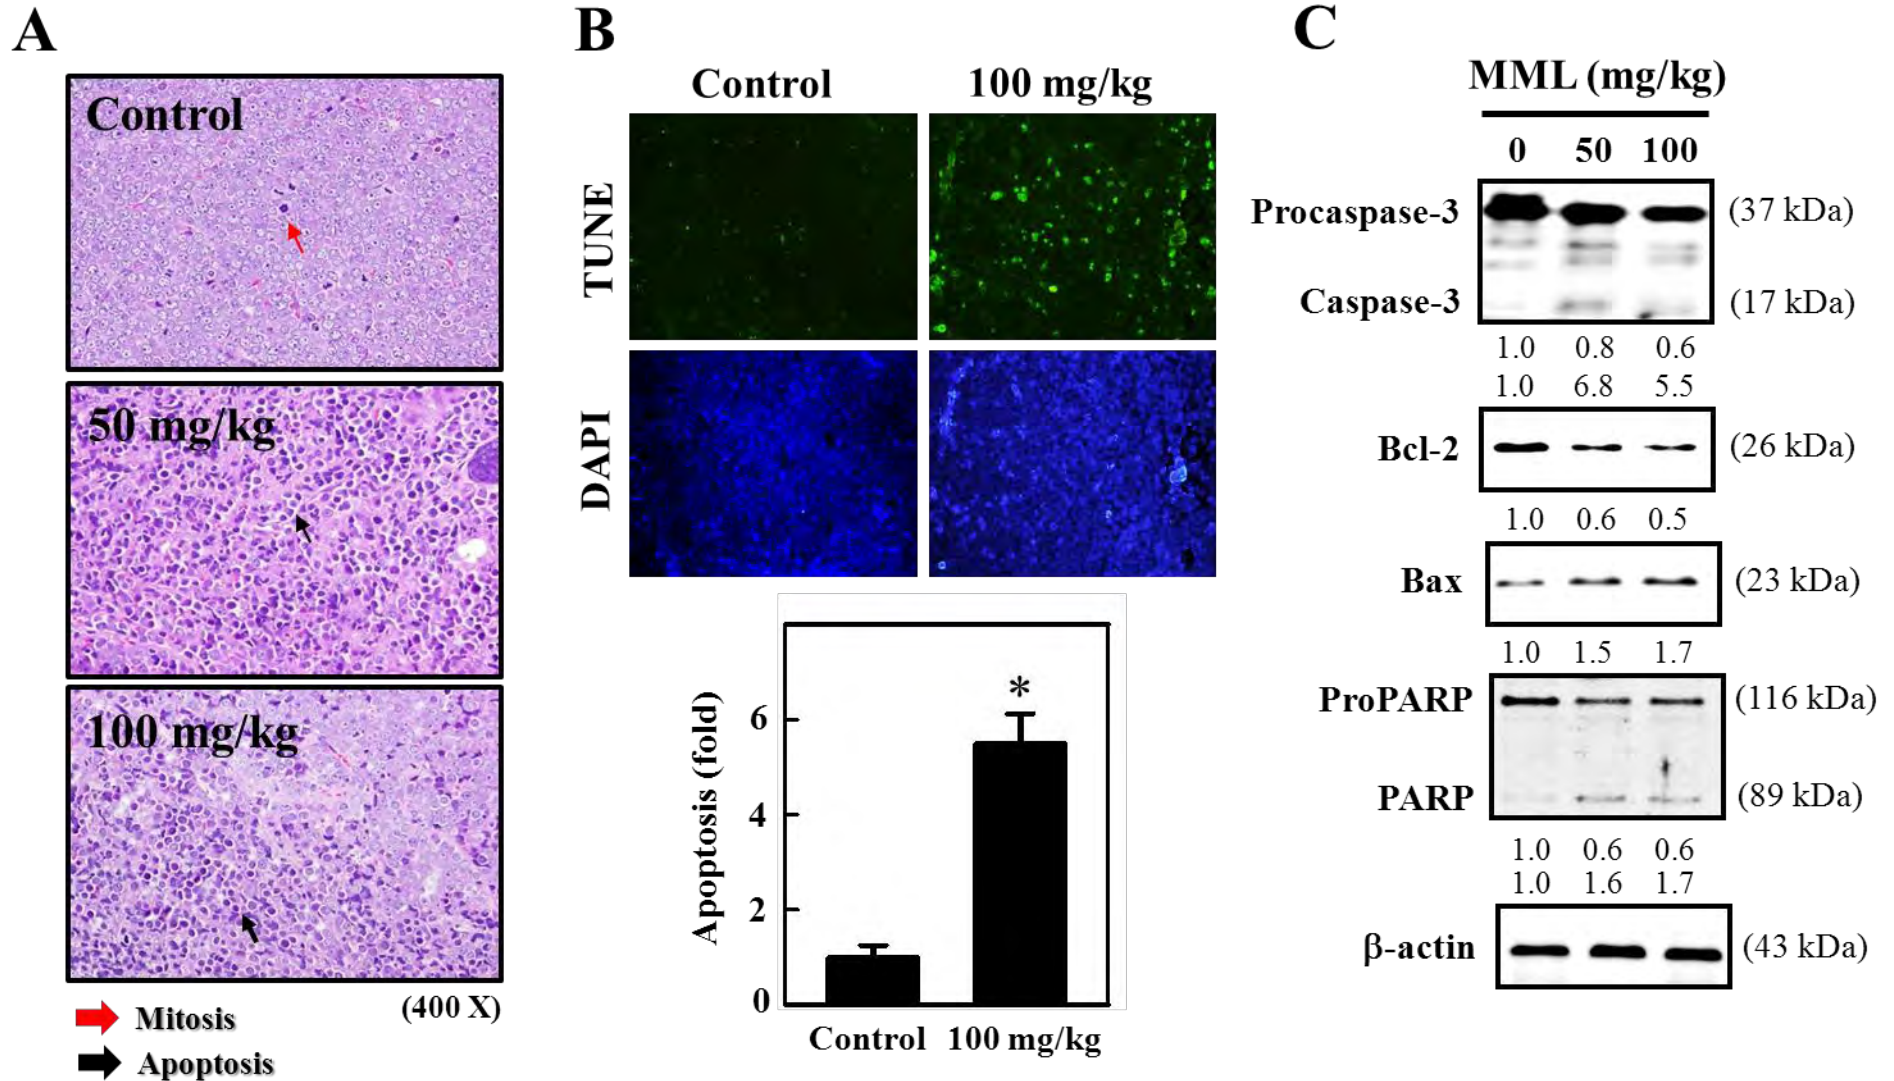 A
Control
50 mg/kg
100 mg/kg
(400 X)
Mitosis
Apoptosis
B
Control 100 mg/kg
TUNE
DAPI
Apoptosis (fold)
6
4
2
0
*
Control 100 mg/kg
C
MML (mg/kg)
0 50 100
Procaspase-3 (37 kDa)
Caspase-3 (17 kDa)
1.0 0.8 0.6
1.0 6.8 5.5
Bcl-2 (26 kDa)
1.0 0.6 0.5
Bax (23 kDa)
1.0 1.5 1.7
ProPARP (116 kDa)
PARP (89 kDa)
1.0 0.6 0.6
1.0 1.6 1.7
β-actin (43 kDa)